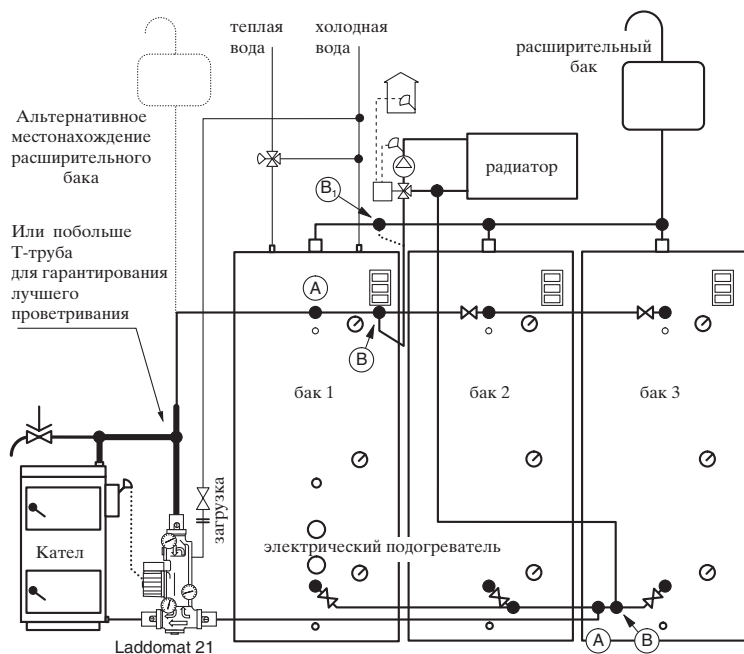 теплая
вода
холодная
вода
расширительный
бак
Альтернативное
местонахождение
расширительного
бака
радиатор
B1
Или побольше
Т-труба
для гарантирования
лучшего
проветривания
A
B
бак 1
бак 2
бак 3
загрузка
Кател
электрический подогреватель
A
B
Laddomat 21